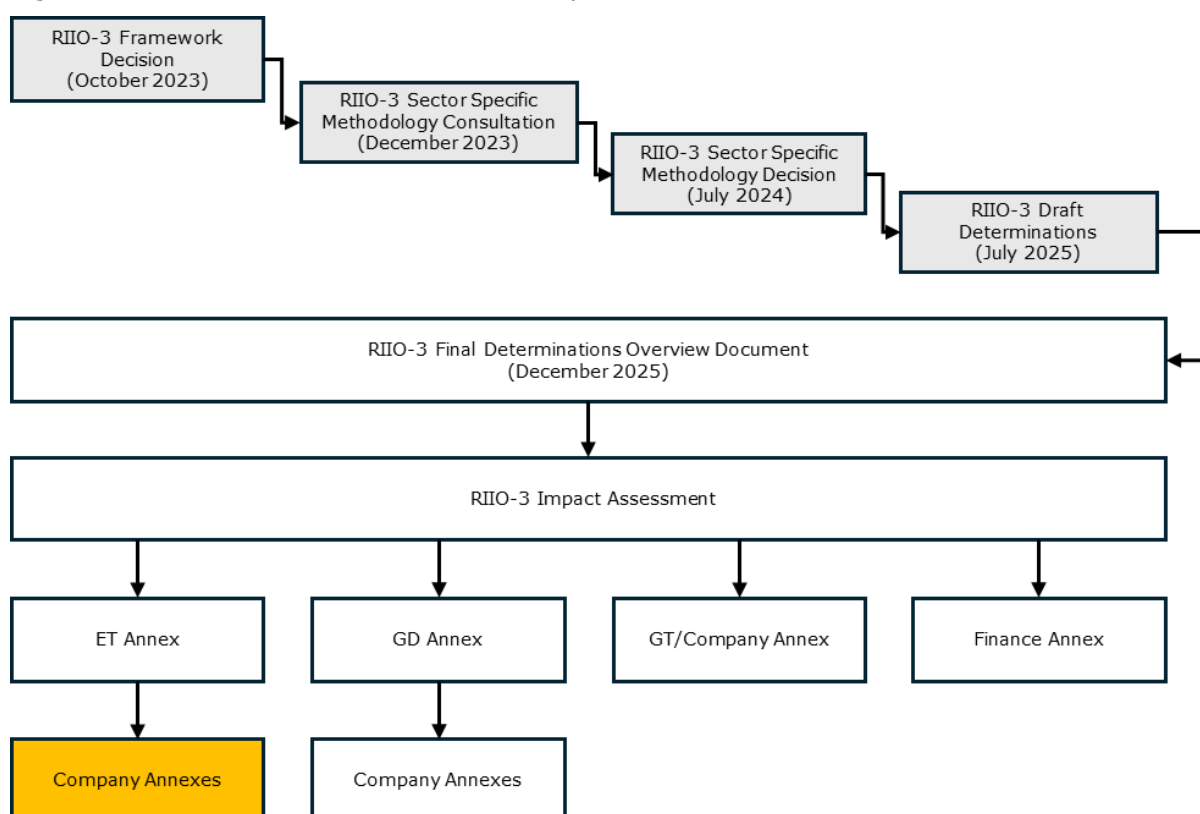 RIIO-3 Framework
Decision
(October 2023)
RIIO-3 Sector Specific
Methodology Consultation
(December 2023)
RIIO-3 Sector Specific
Methodology Decision
(July 2024)
RIIO-3 Draft
Determinations
(July 2025)
RIIO-3 Final Determinations Overview Document
(December 2025)
RIIO-3 Impact Assessment
ET Annex
GD Annex
GT/Company Annex
Finance Annex
Company Annexes
Company Annexes